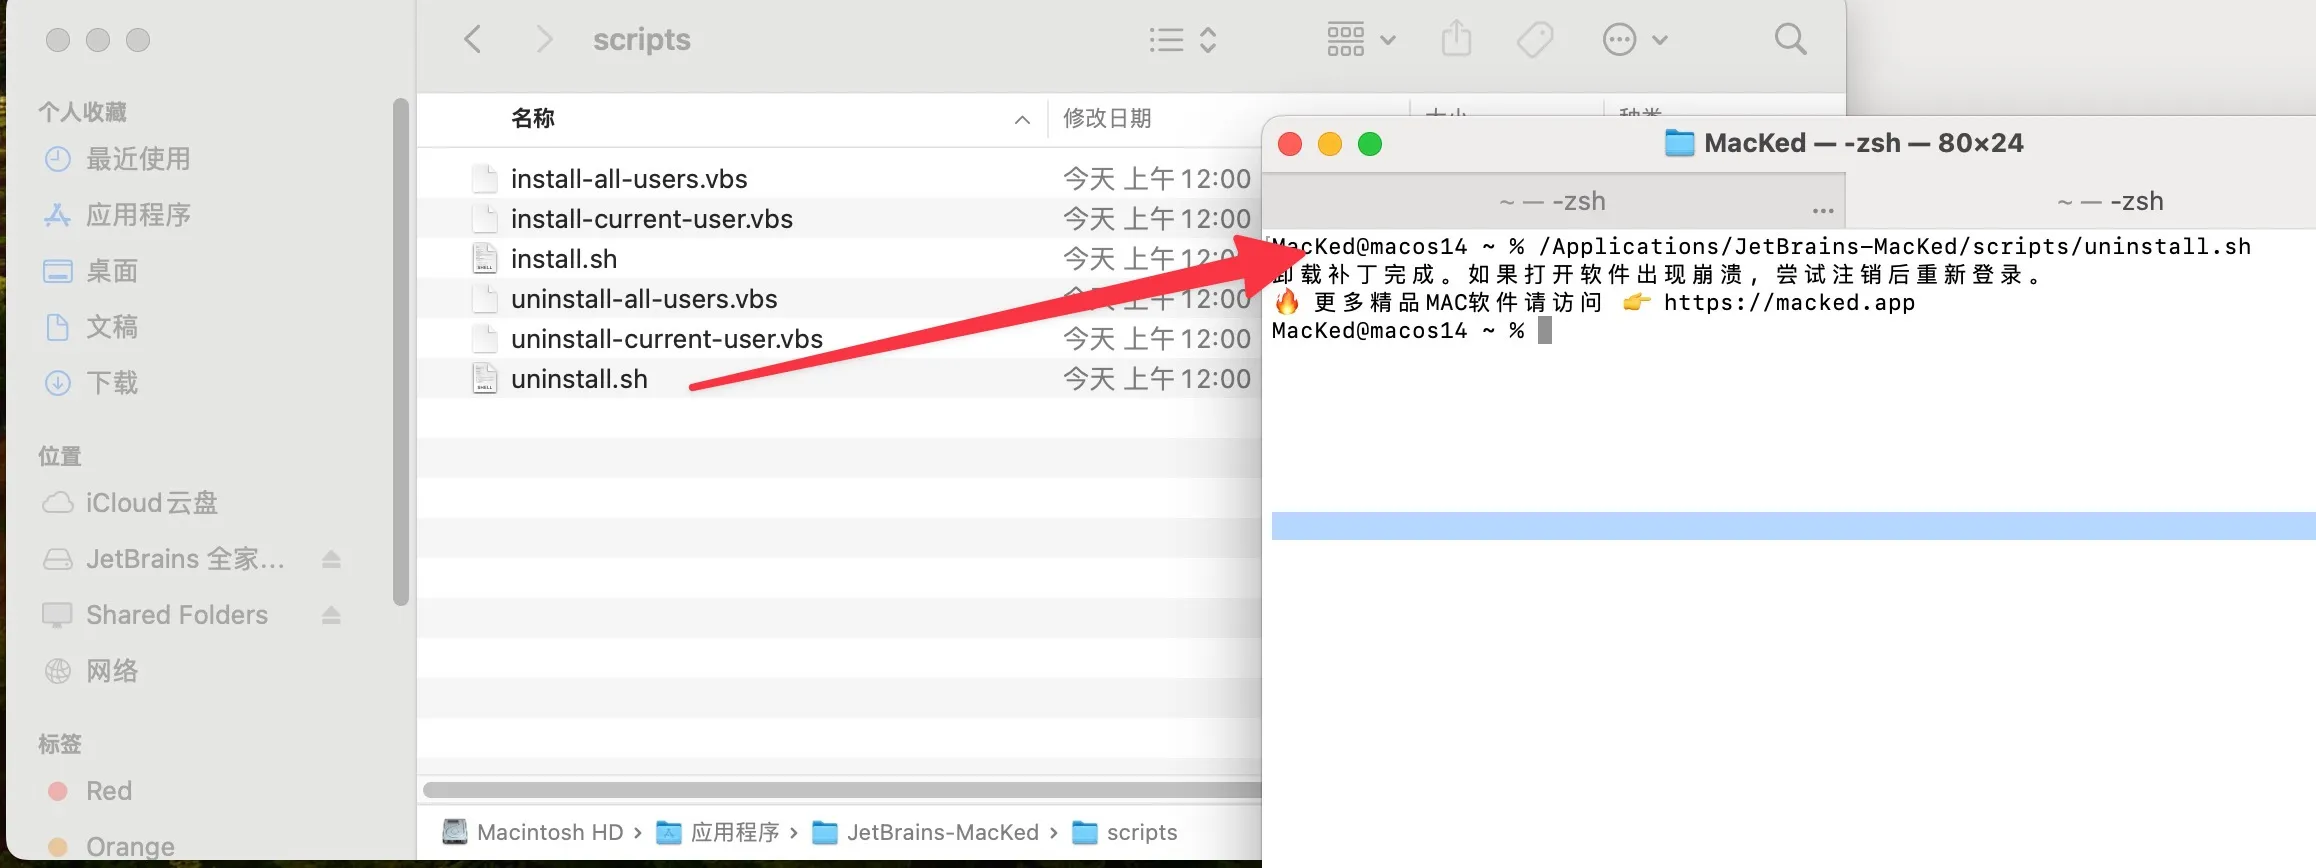 scripts
个人收藏
最近使用
应用程序
桌面
文稿
下载
位置
iCloud云盘
JetBrains 全家...
Shared Folders
网络
标签
Red
Orange
名称
修改日期
install-all-users.vbs
今天 上午12:00
install-current-user.vbs
今天 上午12:00
install.sh
今天 上午12:00
uninstall-all-users.vbs
今天 上午12:00
uninstall-current-user.vbs
今天 上午12:00
uninstall.sh
今天 上午12:00
Macintosh HD › 应用程序 › JetBrains-MacKed › scripts
MacKed — -zsh — 80×24
~ — -zsh
...
~ — -zsh
MacKed@macos14 ~ % /Applications/JetBrains-MacKed/scripts/uninstall.sh
卸载补丁完成。如果打开软件出现崩溃，尝试注销后重新登录。
🔥 更多精品MAC软件请访问 👉 https://macked.app
MacKed@macos14 ~ %